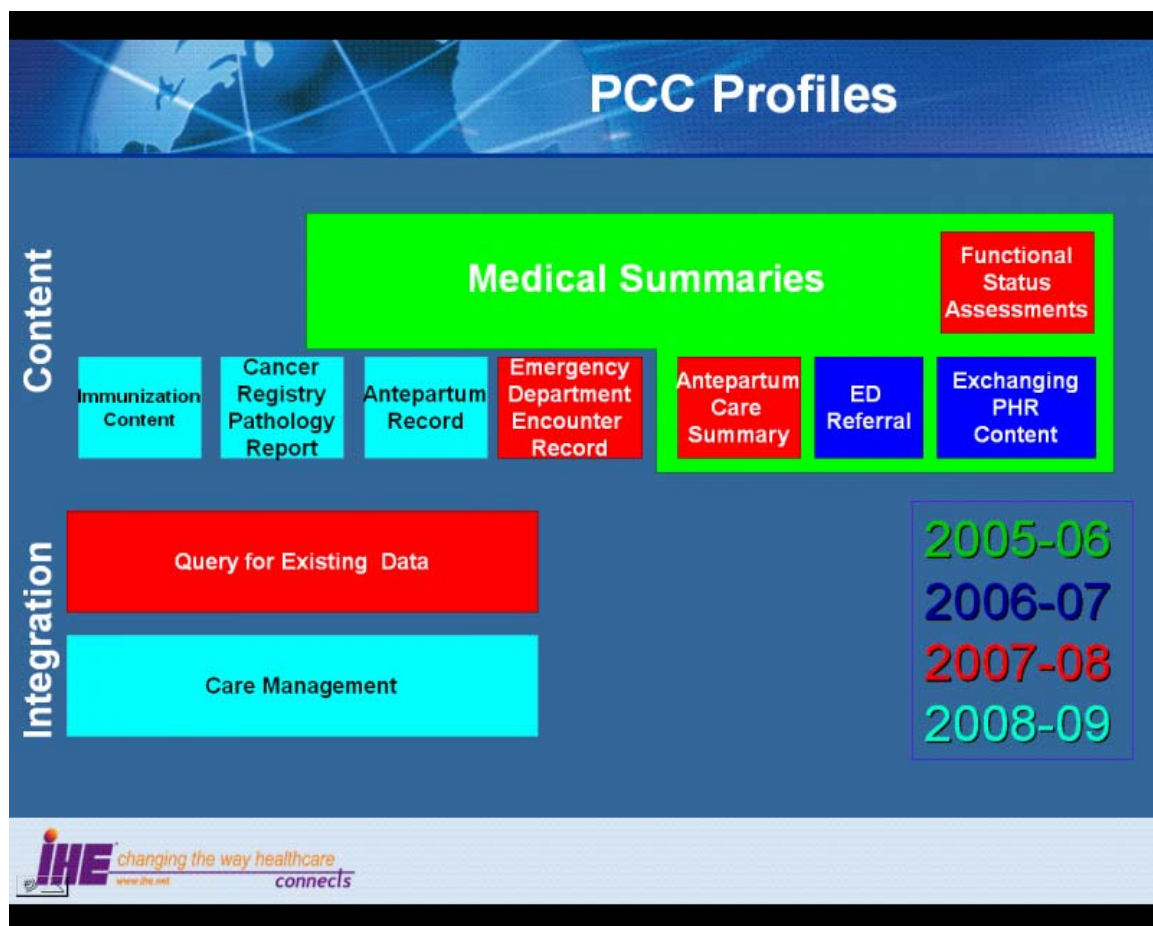 PCC Profiles
Content
Medical Summaries
Functional
Status
Assessments
Immunization
Content
Cancer
Registry
Pathology
Report
Antepartum
Record
Emergency
Department
Encounter
Record
Antepartum
Care
Summary
ED
Referral
Exchanging
PHR
Content
Integration
Query for Existing Data
Care Management
2005-06
2006-07
2007-08
2008-09
IHE
changing the way healthcare
www.ihe.net
connects